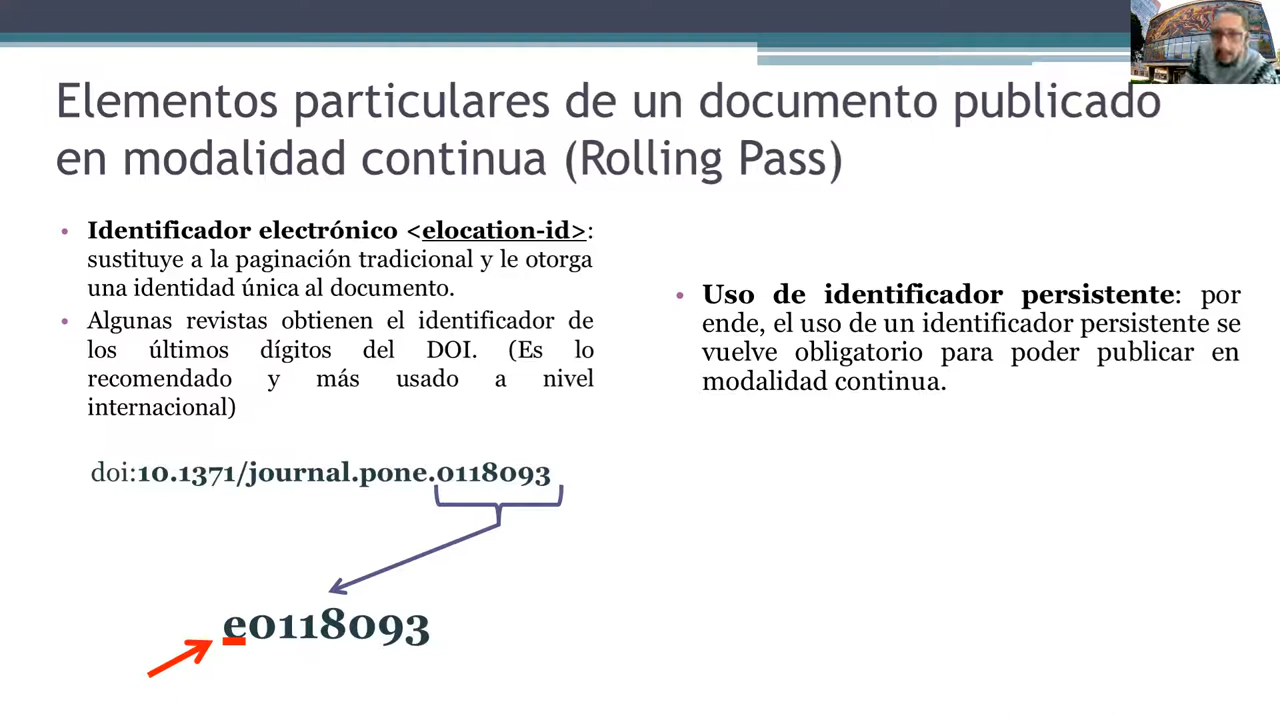 Elementos particulares de un documento publicado
en modalidad continua (Rolling Pass)
• Identificador electrónico <elocation-id>:
sustituye a la paginación tradicional y le otorga
una identidad única al documento.
• Algunas revistas obtienen el identificador de
los últimos dígitos del DOI. (Es lo
recomendado y más usado a nivel
internacional)
doi:10.1371/journal.pone.0118093
e0118093
• Uso de identificador persistente: por
ende, el uso de un identificador persistente se
vuelve obligatorio para poder publicar en
modalidad continua.